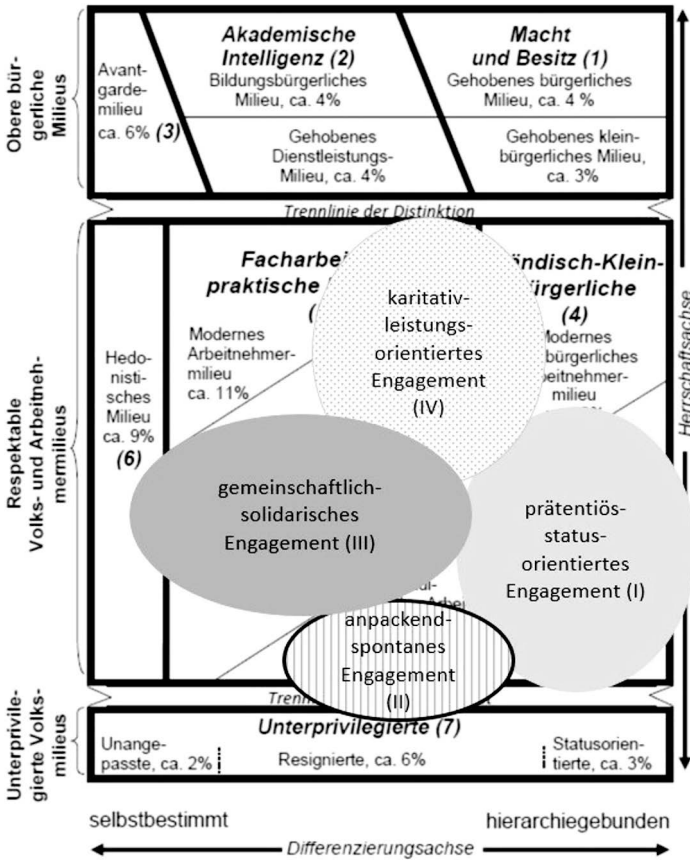 Obere bür-
gerliche
Milieus
Avant-
garde-
milieu
ca. 6% (3)
Akademische
Intelligenz (2)
Bildungsbürgerliches
Milieu, ca. 4%
Gehobenes
Dienstleistungs-
Milieu, ca. 4%
Macht
und Besitz (1)
Gehobenes bürgerliches
Milieu, ca. 4 %
Gehobenes klein-
bürgerliches Milieu,
ca. 3%
Trennlinie der Distinktion
Respektable
Volks- und Arbeitneh-
mermilieus
Hedo-
nisti-
sches
Milieu
ca. 9%
(6)
praktische
Modernes
Arbeitnehmer-
milieu
ca. 11%
(4)
milieu
karitativ-
leistungs-
orientiertes
Engagement
(IV)
gemeinschaftlich-
solidarisches
Engagement (III)
prätentiös-
status-
orientiertes
Engagement (I)
anpackend-
spontanes
Engagement
(II)
Unterprivile-
gierte Volks-
milieus
Unterprivilegierte (7)
Unange-
passte, ca. 2%
Resignierte, ca. 6%
Statusorien-
tierte, ca. 3%
Herrschaftsachse
selbstbestimmt
hierarchiegebunden
Differenzierungsachse